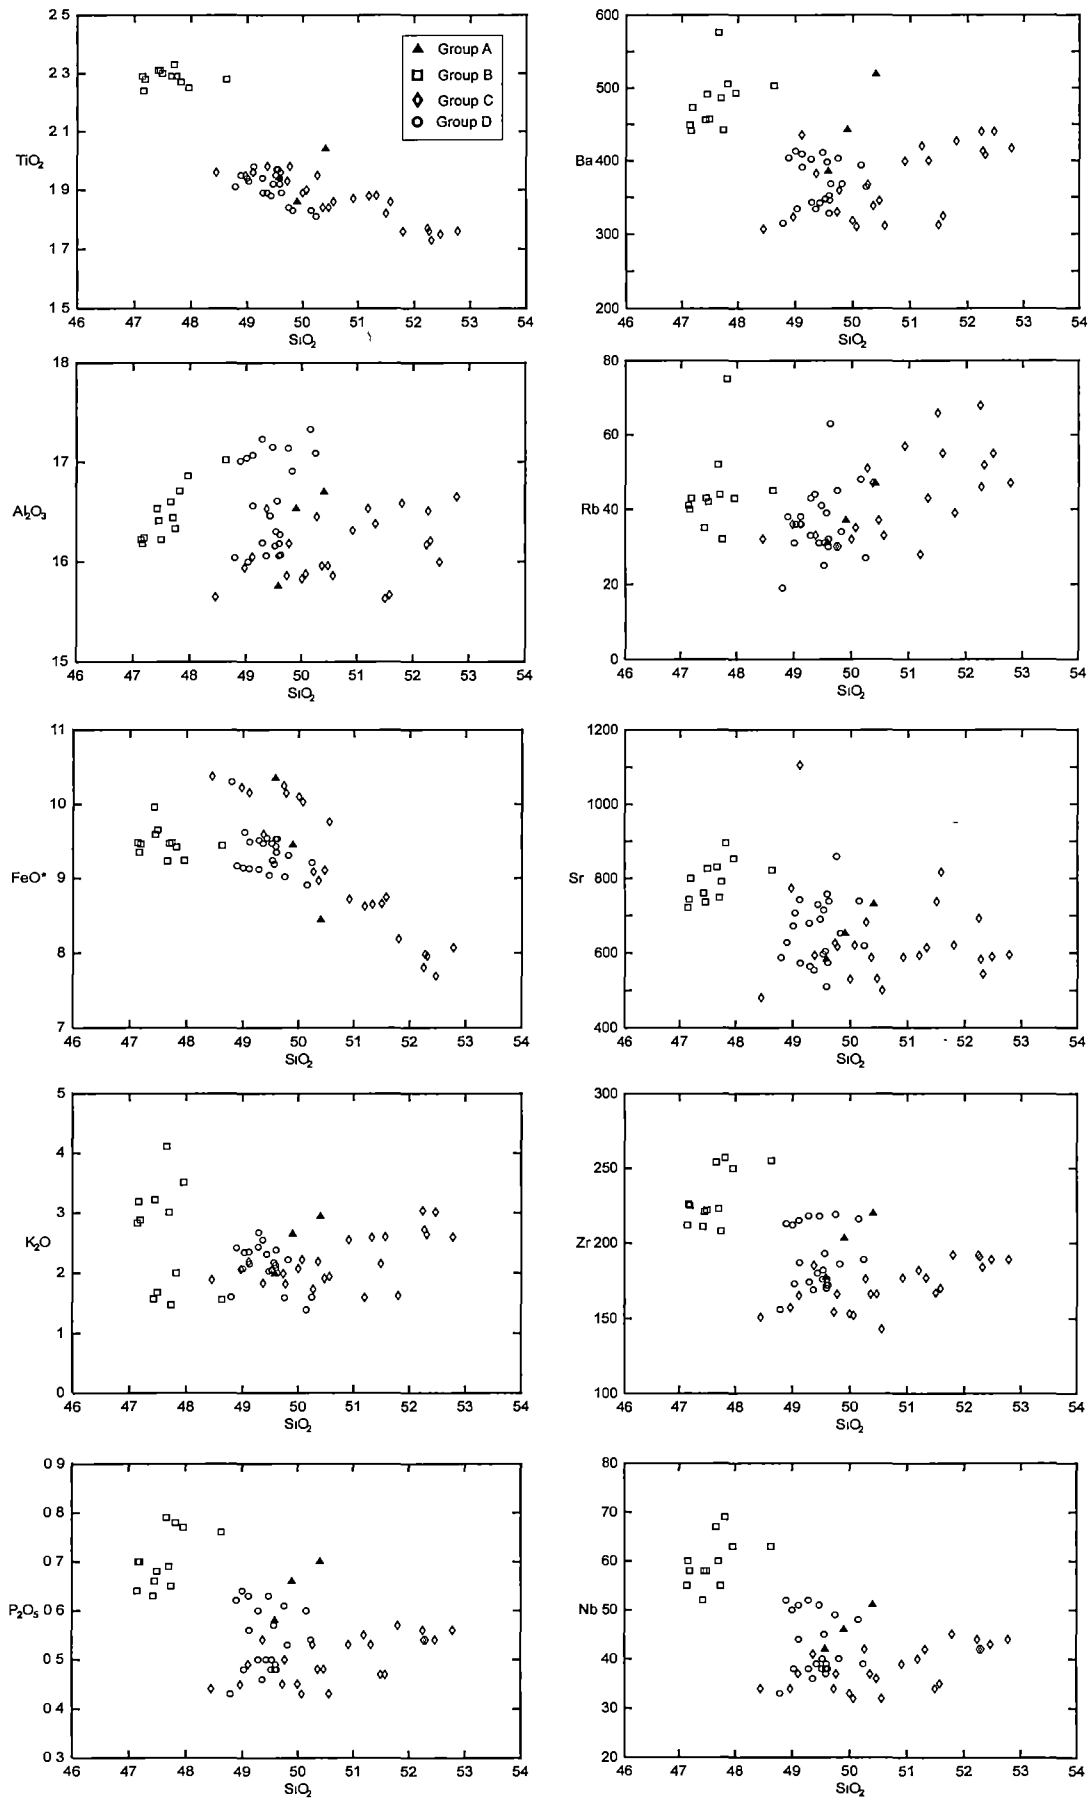 2 5
2 3
2 1
TiO2
1 9
1 7
1 5
46 47 48 49 50 51 52 53 54
SiO2
Group A
Group B
Group C
Group D
600
500
Ba 400
300
200
46 47 48 49 50 51 52 53 54
SiO2
18
17
Al2O3
16
15
46 47 48 49 50 51 52 53 54
SiO2
80
60
Rb 40
20
0
46 47 48 49 50 51 52 53 54
SiO2
11
10
FeO* 9
8
7
46 47 48 49 50 51 52 53 54
SiO2
1200
1000
Sr 800
600
400
46 47 48 49 50 51 52 53 54
SiO2
5
4
3
K2O
2
1
0
46 47 48 49 50 51 52 53 54
SiO2
300
250
Zr 200
150
100
46 47 48 49 50 51 52 53 54
SiO2
0 9
0 8
0 7
P2O5 0 6
0 5
0 4
0 3
46 47 48 49 50 51 52 53 54
SiO2
80
70
60
Nb 50
40
30
20
46 47 48 49 50 51 52 53 54
SiO2